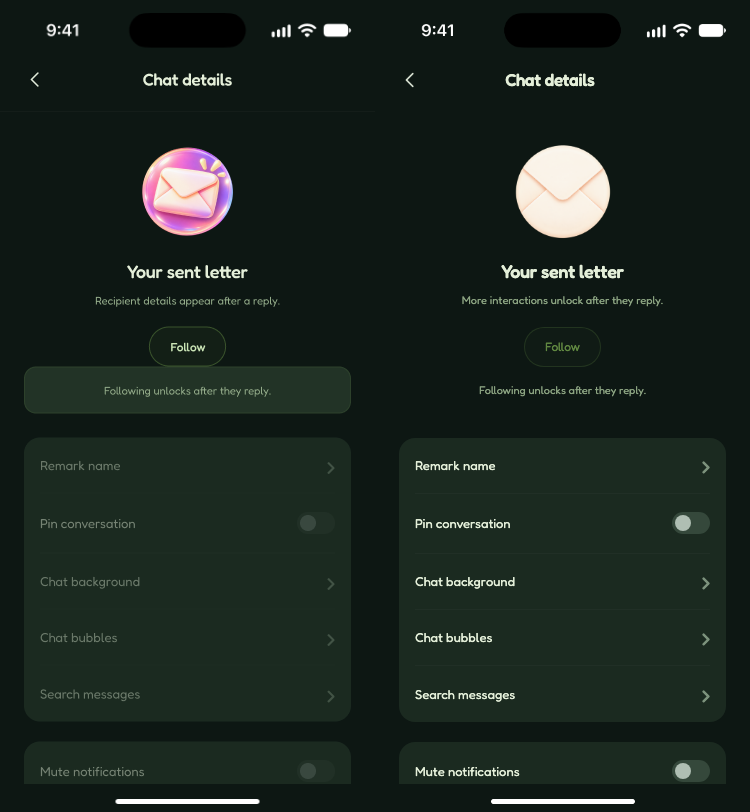 9:41
Chat details
Your sent letter
Recipient details appear after a reply.
Follow
Following unlocks after they reply.
Remark name
Pin conversation
Chat background
Chat bubbles
Search messages
Mute notifications
9:41
Chat details
Your sent letter
More interactions unlock after they reply.
Follow
Following unlocks after they reply.
Remark name
Pin conversation
Chat background
Chat bubbles
Search messages
Mute notifications